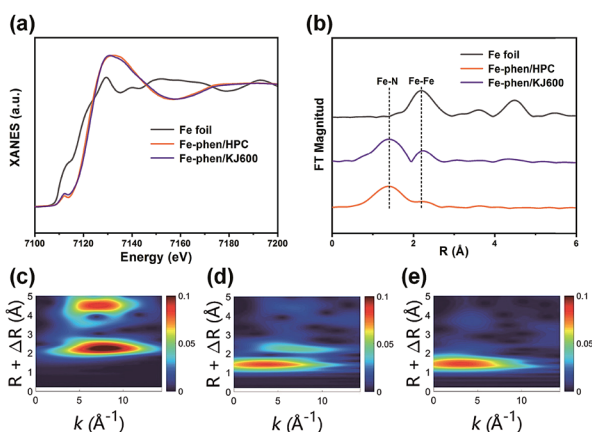 (a)
XANES (a.u.)
Fe foil
Fe-phen/HPC
Fe-phen/KJ600
7100 7120 7140 7160 7180 7200
Energy (eV)
(b)
FT Magnitud
Fe foil
Fe-phen/HPC
Fe-phen/KJ600
Fe-N Fe-Fe
0 2 4 6
R (Å)
(c)
R + ΔR (Å)
5
4
3
2
1
0
0 5 10
k (Å⁻¹)
0.1
0.05
0
(d)
R + ΔR (Å)
5
4
3
2
1
0
0 5 10
k (Å⁻¹)
0.1
0.05
0
(e)
R + ΔR (Å)
5
4
3
2
1
0
0 5 10
k (Å⁻¹)
0.1
0.05
0